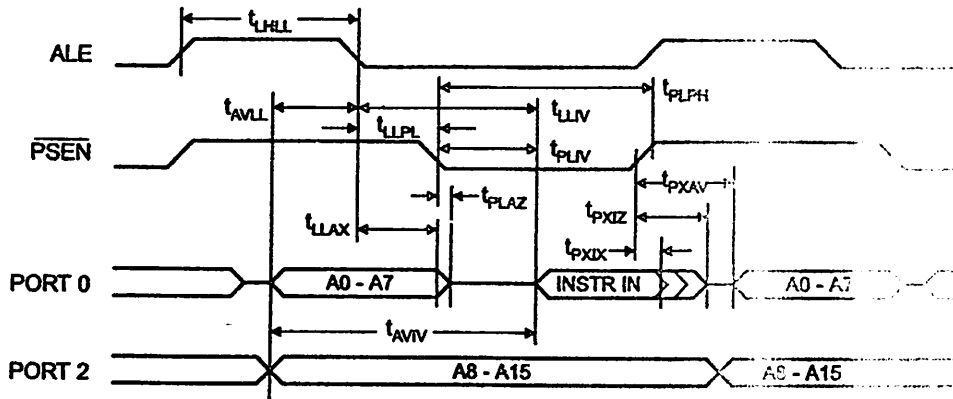 tLHLL
ALE
tPLPH
tAVLL
tLLIV
tLLPL
PSEN
tPLIV
tPXAV
tPLAZ
tPXIZ
tLLAX
tPXIX
PORT 0
A0 - A7
INSTR IN
A0 - A7
tAVIV
PORT 2
A8 - A15
A8 - A15